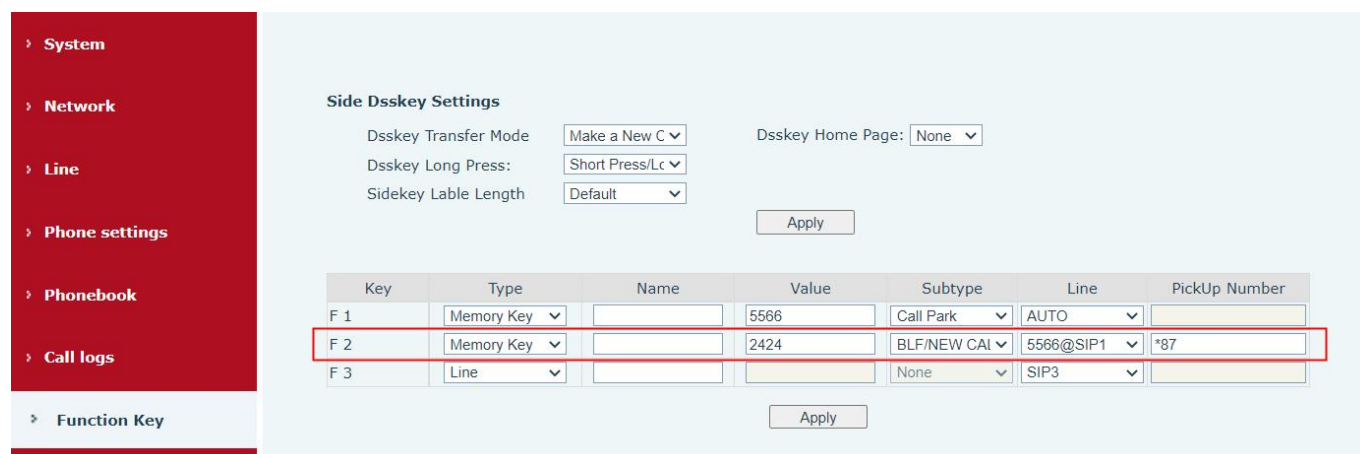 System
Network
Line
Phone settings
Phonebook
Call logs
Function Key
Side Dsskey Settings
Dsskey Transfer Mode Make a New C Dsskey Home Page: None
Dsskey Long Press: Short Press/Lc
Sidekey Lable Length Default
Apply
Key Type Name Value Subtype Line PickUp Number
F 1 Memory Key 5566 Call Park AUTO
F 2 Memory Key 2424 BLF/NEW CAL 5566@SIP1 *87
F 3 Line None SIP3
Apply